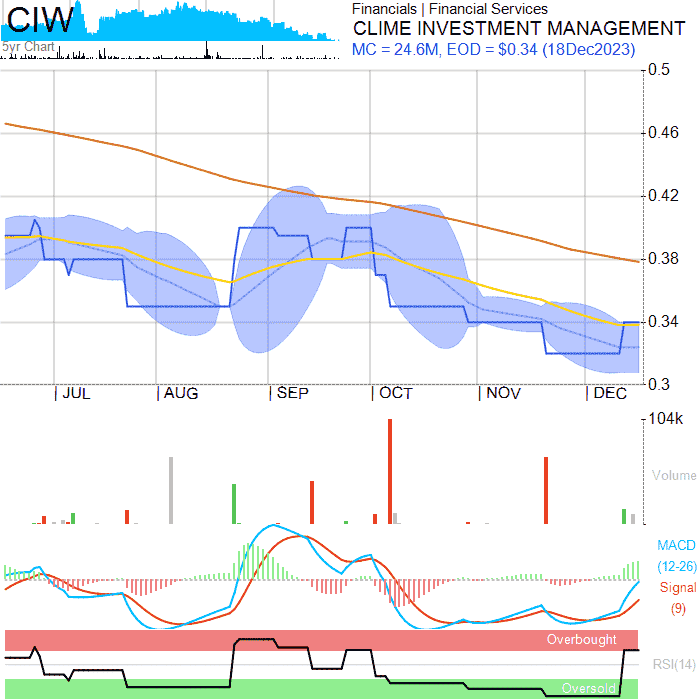 CIW
5yr Chart
Financials | Financial Services
CLIME INVESTMENT MANAGEMENT
MC = 24.6M, EOD = $0.34 (18Dec2023)
0.5
0.46
0.42
0.38
0.34
0.3
| JUL | AUG | SEP | OCT | NOV | DEC
104k
Volume
MACD
(12-26)
Signal
(9)
Overbought
RSI(14)
Oversold